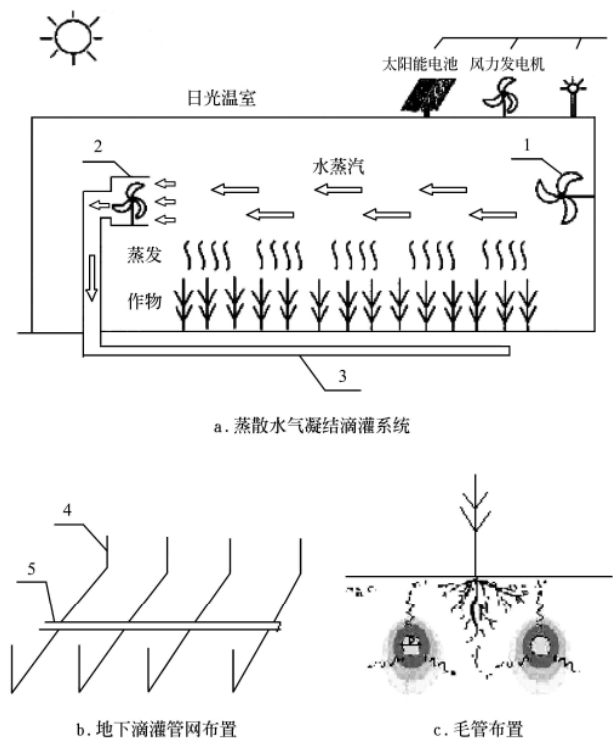 太阳能电池 风力发电机
日光温室
2
水蒸汽
1
蒸发
作物
3
a.蒸散水气凝结滴灌系统
4
5
b.地下滴灌管网布置
c.毛管布置